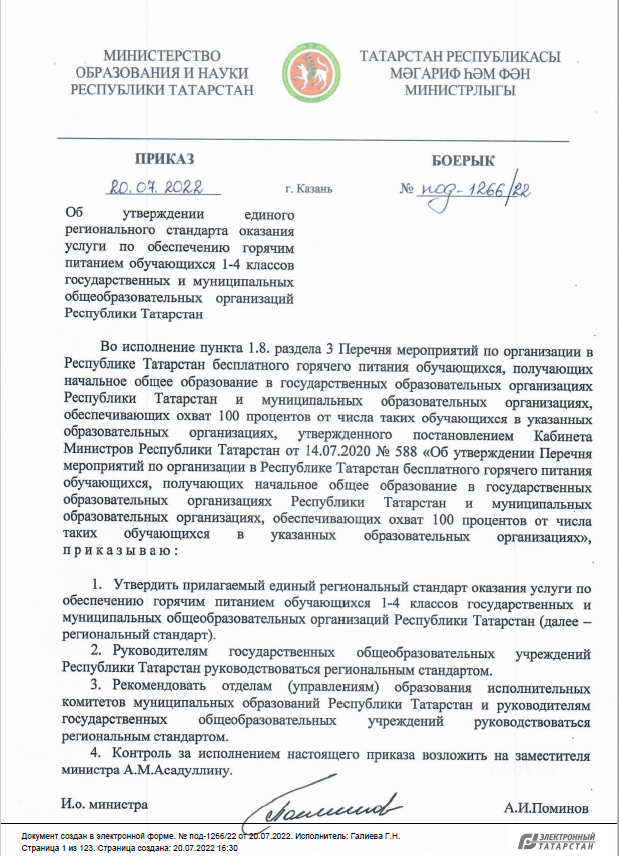 МИНИСТЕРСТВО
ОБРАЗОВАНИЯ И НАУКИ
РЕСПУБЛИКИ ТАТАРСТАН
ТАТАРСТАН РЕСПУБЛИКАСЫ
МӘГАРИФ ҺӘМ ФӘН
МИНИСТРЛЫГЫ
ПРИКАЗ
БОЕРЫК
20.07.2022
г. Казань
№ под-1266/22
Об утверждении единого
регионального стандарта оказания
услуги по обеспечению горячим
питанием обучающихся 1-4 классов
государственных и муниципальных
общеобразовательных организаций
Республики Татарстан
Во исполнение пункта 1.8. раздела 3 Перечня мероприятий по организации в
Республике Татарстан бесплатного горячего питания обучающихся, получающих
начальное общее образование в государственных образовательных организациях
Республики Татарстан и муниципальных образовательных организациях,
обеспечивающих охват 100 процентов от числа таких обучающихся в указанных
образовательных организациях, утвержденного постановлением Кабинета
Министров Республики Татарстан от 14.07.2020 № 588 «Об утверждении Перечня
мероприятий по организации в Республике Татарстан бесплатного горячего питания
обучающихся, получающих начальное общее образование в государственных
образовательных организациях Республики Татарстан и муниципальных
образовательных организациях, обеспечивающих охват 100 процентов от числа
таких обучающихся в указанных образовательных организациях»,
п р и к а з ы в а ю :
1. Утвердить прилагаемый единый региональный стандарт оказания услуги по
обеспечению горячим питанием обучающихся 1-4 классов государственных и
муниципальных общеобразовательных организаций Республики Татарстан (далее –
региональный стандарт).
2. Руководителям государственных общеобразовательных учреждений
Республики Татарстан руководствоваться региональным стандартом.
3. Рекомендовать отделам (управлениям) образования исполнительных
комитетов муниципальных образований Республики Татарстан и руководителям
государственных общеобразовательных учреждений руководствоваться
региональным стандартом.
4. Контроль за исполнением настоящего приказа возложить на заместителя
министра А.М.Асадуллину.
И.о. министра
А.И.Поминов
Документ создан в электронной форме. № под-1266/22 от 20.07.2022. Исполнитель: Галиева Г.Н.
Страница 1 из 123. Страница создана: 20.07.2022 16:30
ЭЛЕКТРОННЫЙ
ТАТАРСТАН